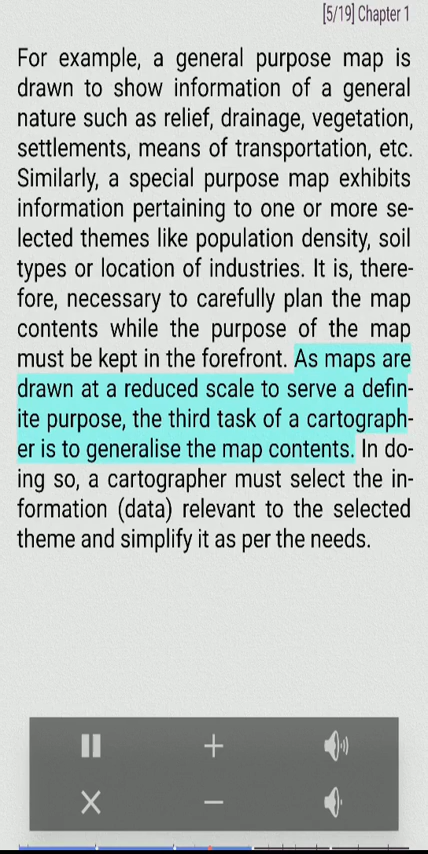 [5/19] Chapter 1
For example, a general purpose map is
drawn to show information of a general
nature such as relief, drainage, vegetation,
settlements, means of transportation, etc.
Similarly, a special purpose map exhibits
information pertaining to one or more se-
lected themes like population density, soil
types or location of industries. It is, there-
fore, necessary to carefully plan the map
contents while the purpose of the map
must be kept in the forefront. As maps are
drawn at a reduced scale to serve a defin-
ite purpose, the third task of a cartograph-
er is to generalise the map contents. In do-
ing so, a cartographer must select the in-
formation (data) relevant to the selected
theme and simplify it as per the needs.